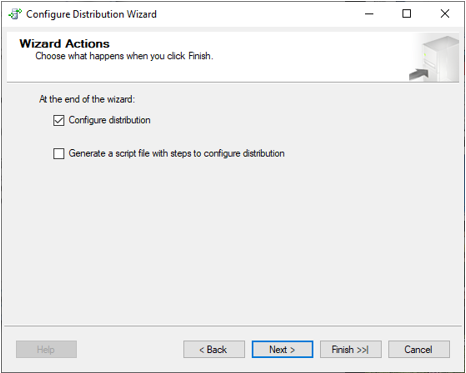 Configure Distribution Wizard
Wizard Actions
Choose what happens when you click Finish.
At the end of the wizard:
Configure distribution
Generate a script file with steps to configure distribution
Help
< Back
Next >
Finish >>|
Cancel